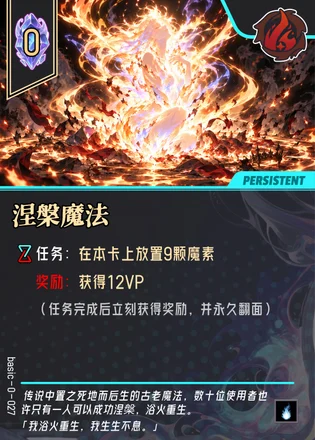 0
PERSISTENT
涅槃魔法
任务：在本卡上放置9颗魔素
奖励：获得12VP
（任务完成后立刻获得奖励，并永久翻面）
basic-0-027
传说中置之死地而后生的古老魔法，数十位使用者也
许只有一人可以成功涅槃，浴火重生。
「我浴火重生，我生生不息。」